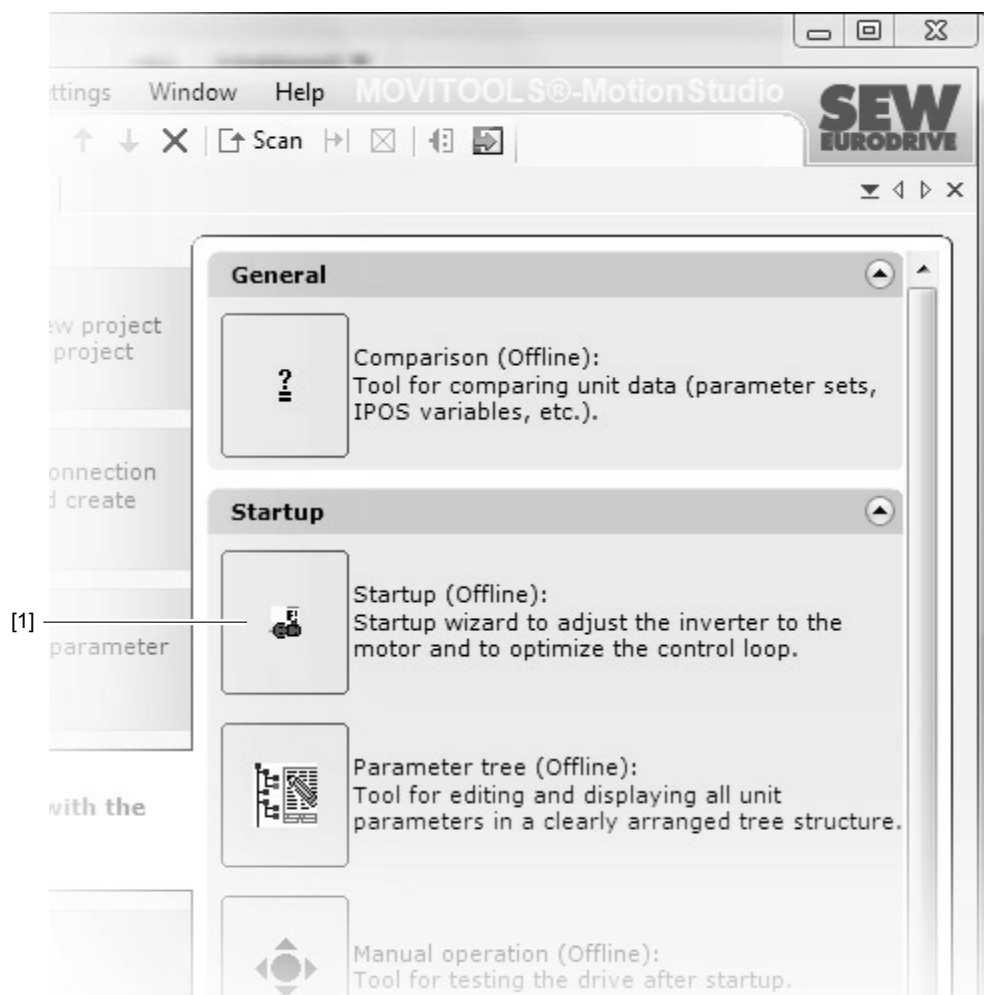 Window Help MOVITOOLS®-MotionStudio
SEW
EURODRIVE
Scan
General
project
project
Comparison (Offline):
Tool for comparing unit data (parameter sets,
IPOS variables, etc.).
create
Startup
[1]
Startup (Offline):
Startup wizard to adjust the inverter to the
motor and to optimize the control loop.
parameter
Parameter tree (Offline):
Tool for editing and displaying all unit
parameters in a clearly arranged tree structure.
with the
Manual operation (Offline):
Tool for testing the drive after startup.